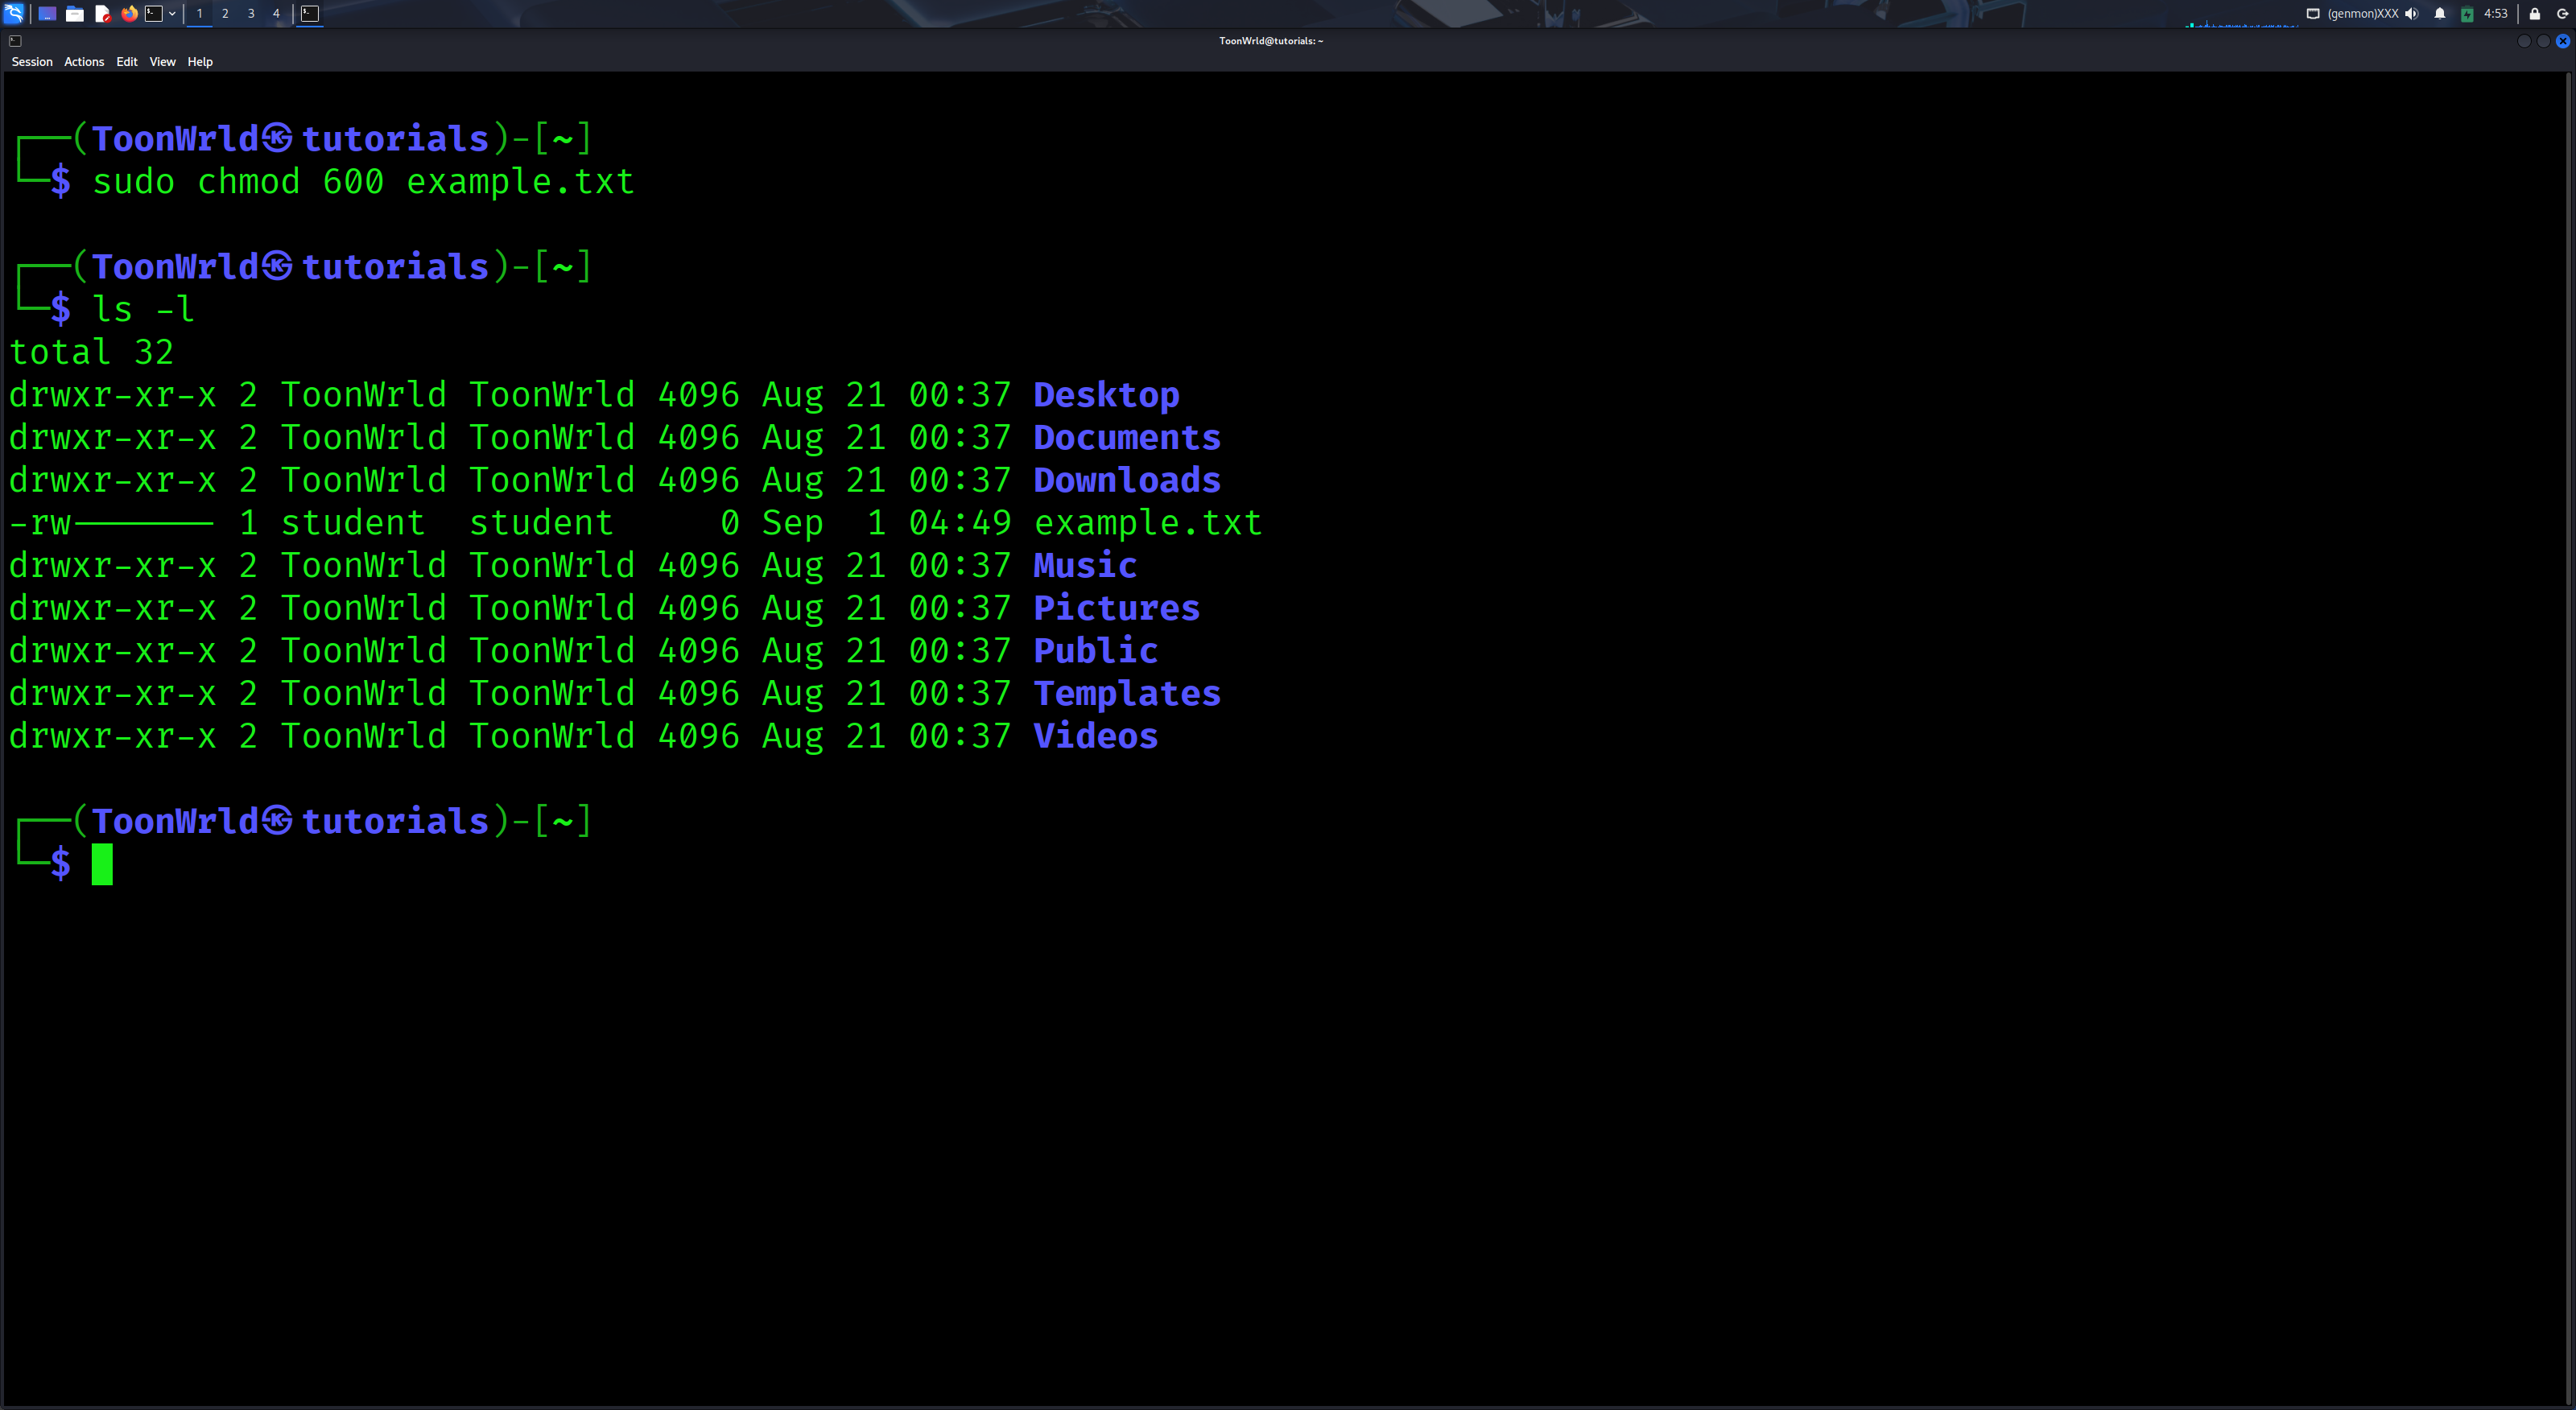 1 2 3 4 (genmon)XXX 4:53
ToonWrld@tutorials: ~
Session Actions Edit View Help
┌──(ToonWrld㉿tutorials)-[~]
└─$ sudo chmod 600 example.txt
┌──(ToonWrld㉿tutorials)-[~]
└─$ ls -l
total 32
drwxr-xr-x 2 ToonWrld ToonWrld 4096 Aug 21 00:37 Desktop
drwxr-xr-x 2 ToonWrld ToonWrld 4096 Aug 21 00:37 Documents
drwxr-xr-x 2 ToonWrld ToonWrld 4096 Aug 21 00:37 Downloads
-rw------- 1 student  student     0 Sep  1 04:49 example.txt
drwxr-xr-x 2 ToonWrld ToonWrld 4096 Aug 21 00:37 Music
drwxr-xr-x 2 ToonWrld ToonWrld 4096 Aug 21 00:37 Pictures
drwxr-xr-x 2 ToonWrld ToonWrld 4096 Aug 21 00:37 Public
drwxr-xr-x 2 ToonWrld ToonWrld 4096 Aug 21 00:37 Templates
drwxr-xr-x 2 ToonWrld ToonWrld 4096 Aug 21 00:37 Videos
┌──(ToonWrld㉿tutorials)-[~]
└─$